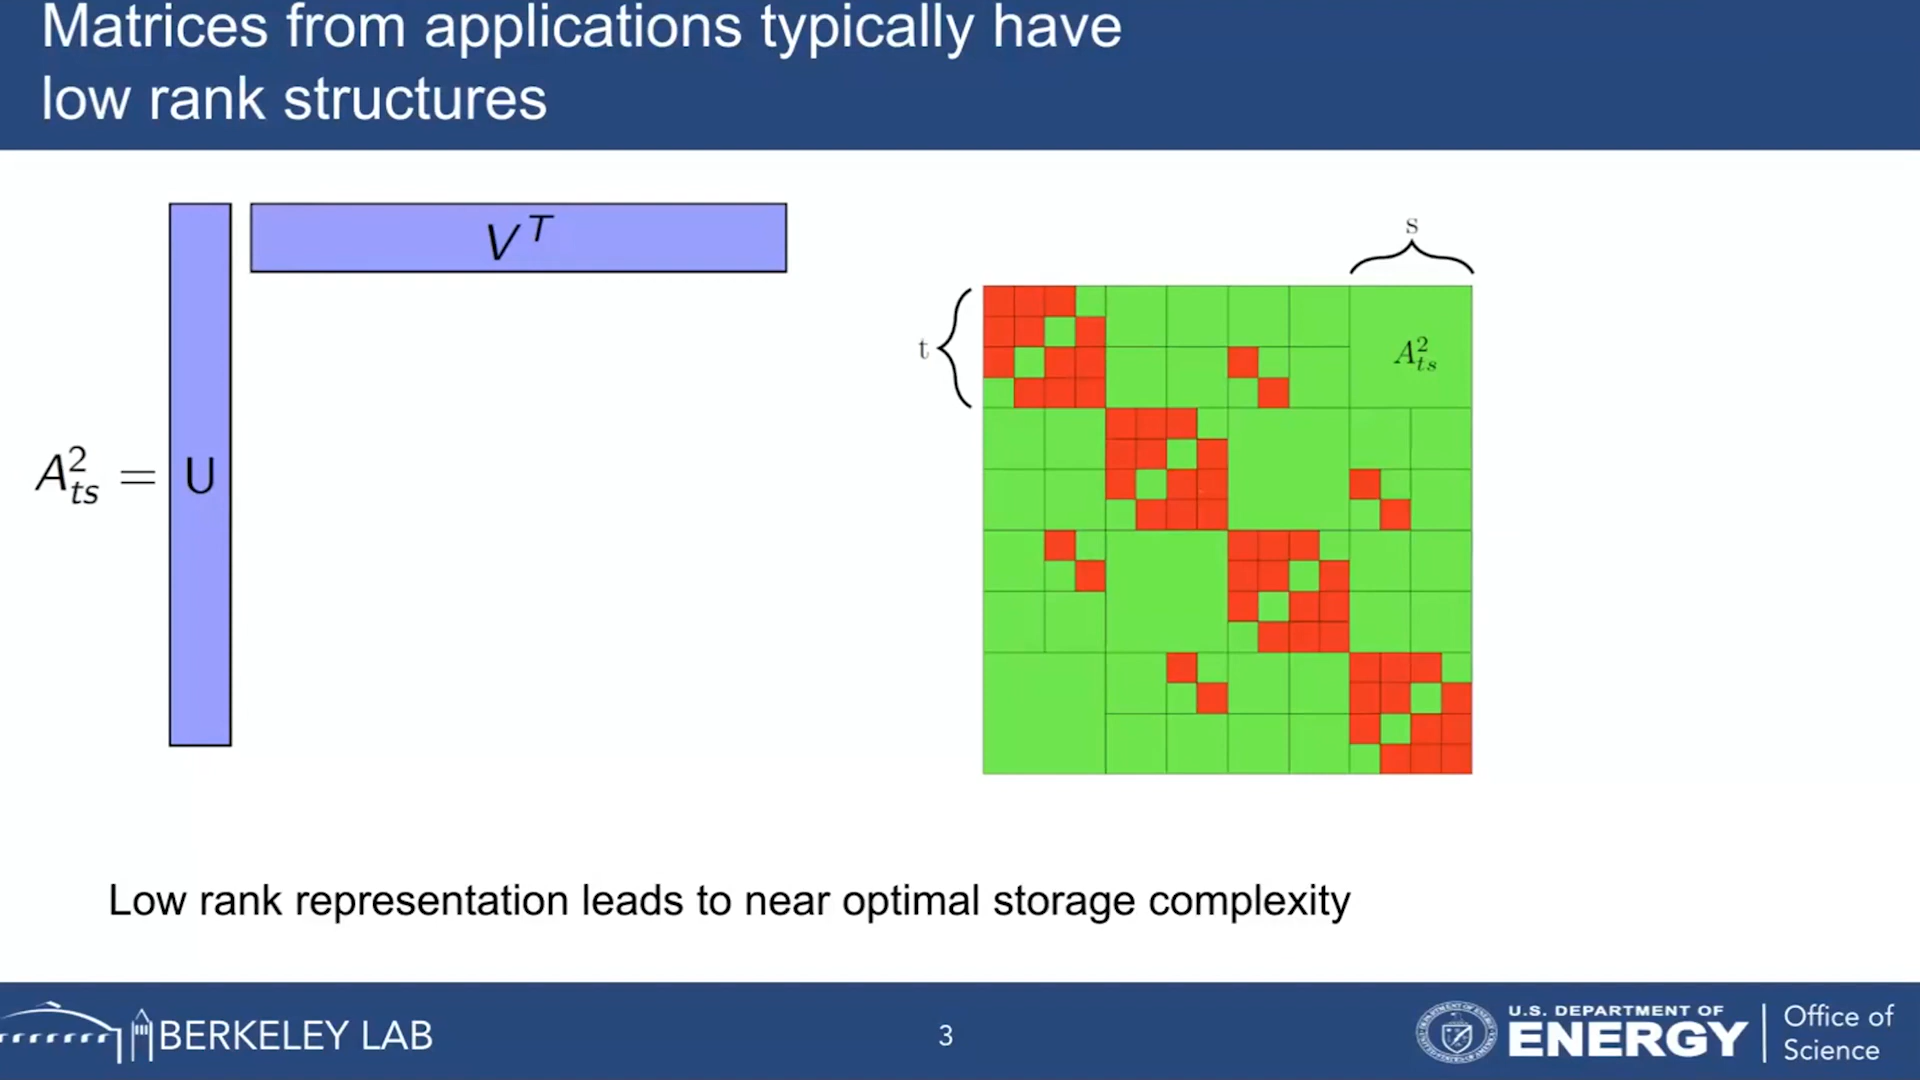 Matrices from applications typically have
low rank structures
V^T
A^2_ts =
U
s
t
A^2_ts
Low rank representation leads to near optimal storage complexity
BERKELEY LAB
3
U.S. DEPARTMENT OF
ENERGY
Office of
Science